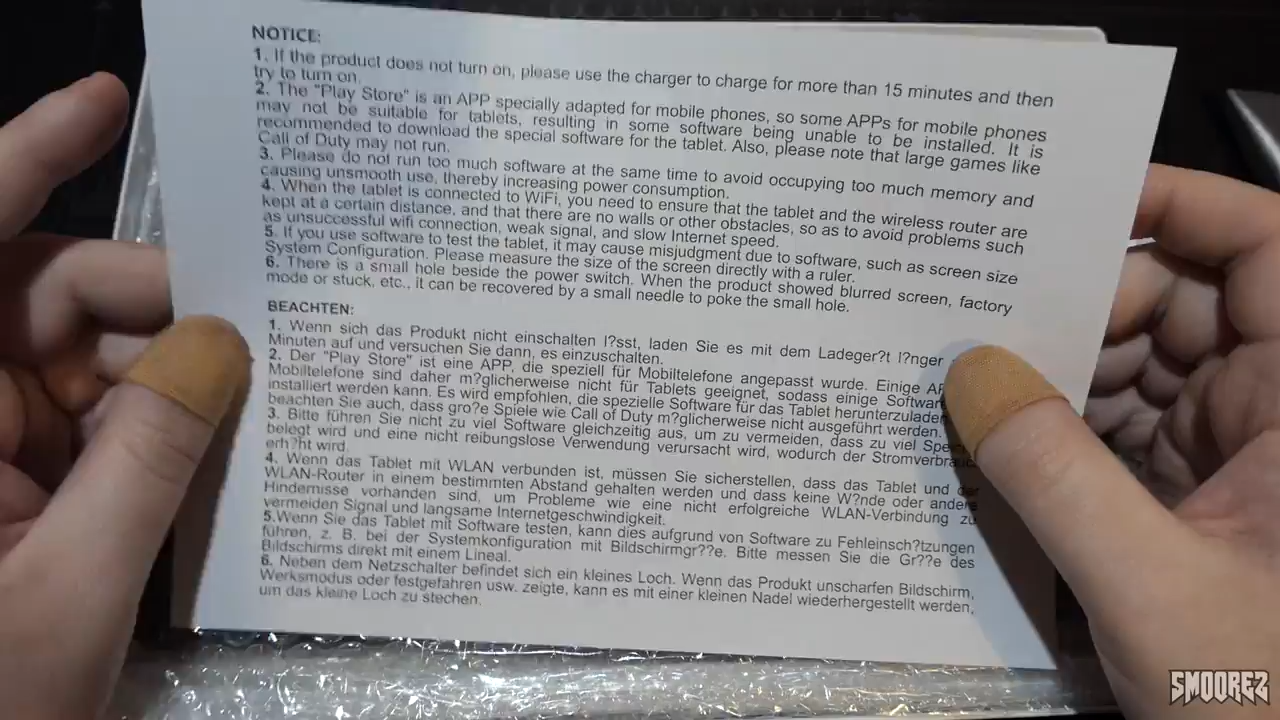 NOTICE:
1. If the product does not turn on, please use the charger to charge for more than 15 minutes and then
try to turn on.
2. The "Play Store" is an APP specially adapted for mobile phones, so some APPs for mobile phones
may not be suitable for tablets, resulting in some software being unable to be installed. It is
recommended to download the special software for the tablet. Also, please note that large games like
Call of Duty may not run.
3. Please do not run too much software at the same time to avoid occupying too much memory and
causing unsmooth use, thereby increasing power consumption.
4. When the tablet is connected to WiFi, you need to ensure that the tablet and the wireless router are
kept at a certain distance, and that there are no walls or other obstacles, so as to avoid problems such
as unsuccessful wifi connection, weak signal, and slow Internet speed.
5. If you use software to test the tablet, it may cause misjudgment due to software, such as screen size
System Configuration. Please measure the size of the screen directly with a ruler.
6. There is a small hole beside the power switch. When the product showed blurred screen, factory
mode or stuck, etc., it can be recovered by a small needle to poke the small hole.
BEACHTEN:
1. Wenn sich das Produkt nicht einschalten l?sst, laden Sie es mit dem Ladeger?t l?nger
Minuten auf und versuchen Sie dann, es einzuschalten.
2. Der "Play Store" ist eine APP, die speziell für Mobiltelefone angepasst wurde. Einige
Mobiltelefone sind daher m?glicherweise nicht für Tablets geeignet, sodass einige Software
installiert werden kann. Es wird empfohlen, die spezielle Software für das Tablet herunterzuladen
beachten Sie auch, dass gro?e Spiele wie Call of Duty m?glicherweise nicht ausgeführt werden.
3. Bitte führen Sie nicht zu viel Software gleichzeitig aus, um zu vermeiden, dass zu viel
belegt wird und eine nicht reibungslose Verwendung verursacht wird, wodurch der Stromverbrauch
erh?ht wird.
4. Wenn das Tablet mit WLAN verbunden ist, müssen Sie sicherstellen, dass das Tablet und der
WLAN-Router in einem bestimmten Abstand gehalten werden und dass keine W?nde oder andere
Hindernisse vorhanden sind, um Probleme wie eine nicht erfolgreiche WLAN-Verbindung zu
vermeiden Signal und langsame Internetgeschwindigkeit.
5.Wenn Sie das Tablet mit Software testen, kann dies aufgrund von Software zu Fehleinsch?tzungen
führen, z. B. bei der Systemkonfiguration mit Bildschirmgr??e. Bitte messen Sie die Gr??e des
Bildschirms direkt mit einem Lineal.
6. Neben dem Netzschalter befindet sich ein kleines Loch. Wenn das Produkt unscharfen Bildschirm,
Werksmodus oder festgefahren usw. zeigte, kann es mit einer kleinen Nadel wiederhergestellt werden,
um das kleine Loch zu stechen.
SMOOREZ